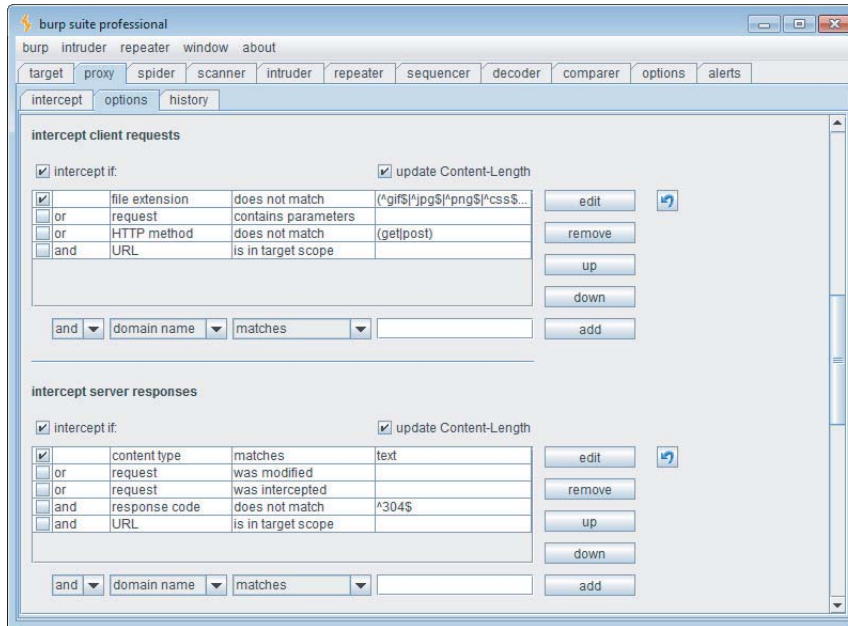 burp suite professional
burp intruder repeater window about
target proxy spider scanner intruder repeater sequencer decoder comparer options alerts
intercept options history
intercept client requests
intercept if: update Content-Length
file extension does not match (^gif$|^jpg$|^png$|^css$... edit
or request contains parameters
or HTTP method does not match (get|post) remove
and URL is in target scope
up
down
and domain name matches add
intercept server responses
intercept if: update Content-Length
content type matches text edit
or request was modified
or request was intercepted remove
and response code does not match ^304$
and URL is in target scope up
down
and domain name matches add